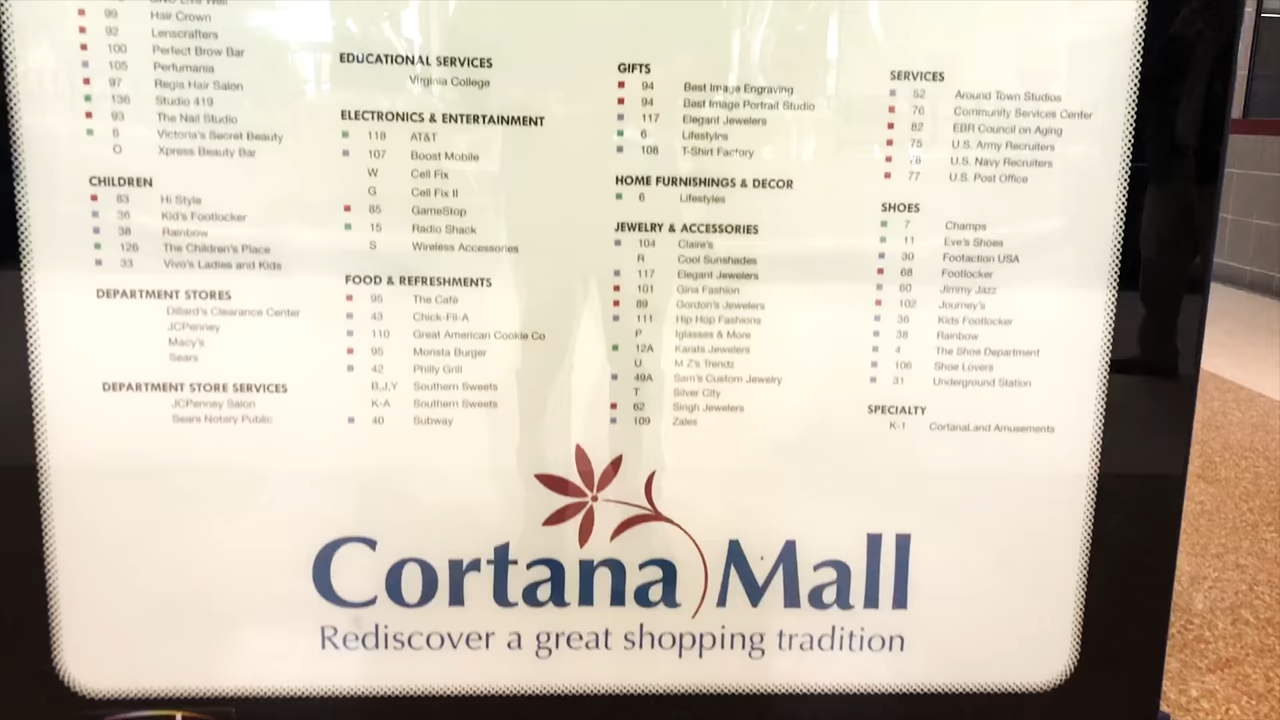 99 Hair Crown
92 Lenscrafters
100 Perfect Brow Bar
105 Perfumania
97 Regis Hair Salon
136 Studio 419
93 The Nail Studio
6 Victoria's Secret Beauty
O Xpress Beauty Bar
CHILDREN
83 Hi Style
36 Kid's Footlocker
38 Rainbow
126 The Children's Place
33 Vivo's Ladies and Kids
DEPARTMENT STORES
Dillard's Clearance Center
JCPenney
Macy's
Sears
DEPARTMENT STORE SERVICES
JCPenney Salon
Sears Notary Public
EDUCATIONAL SERVICES
Virginia College
ELECTRONICS & ENTERTAINMENT
118 AT&T
107 Boost Mobile
W Cell Fix
G Cell Fix II
85 GameStop
15 Radio Shack
S Wireless Accessories
FOOD & REFRESHMENTS
95 The Café
43 Chick-Fil-A
110 Great American Cookie Co
95 Monsta Burger
42 Philly Grill
B,J,Y Southern Sweets
K-A Southern Sweets
40 Subway
GIFTS
94 Best Image Engraving
94 Best Image Portrait Studio
117 Elegant Jewelers
6 Lifestyles
108 T-Shirt Factory
HOME FURNISHINGS & DECOR
6 Lifestyles
JEWELRY & ACCESSORIES
104 Claire's
R Cool Sunshades
117 Elegant Jewelers
101 Gina Fashion
89 Gordon's Jewelers
111 Hip Hop Fashions
P Iglasses & More
12A Karats Jewelers
U M Z's Trendz
49A Sam's Custom Jewelry
T Silver City
62 Singh Jewelers
109 Zales
SERVICES
52 Around Town Studios
76 Community Services Center
82 EBR Council on Aging
75 U.S. Army Recruiters
78 U.S. Navy Recruiters
77 U.S. Post Office
SHOES
7 Champs
11 Eve's Shoes
30 Footaction USA
68 Footlocker
60 Jimmy Jazz
102 Journey's
36 Kids Footlocker
38 Rainbow
4 The Shoe Department
106 Shoe Lovers
31 Underground Station
SPECIALTY
K-1 CortanaLand Amusements
Cortana Mall
Rediscover a great shopping tradition